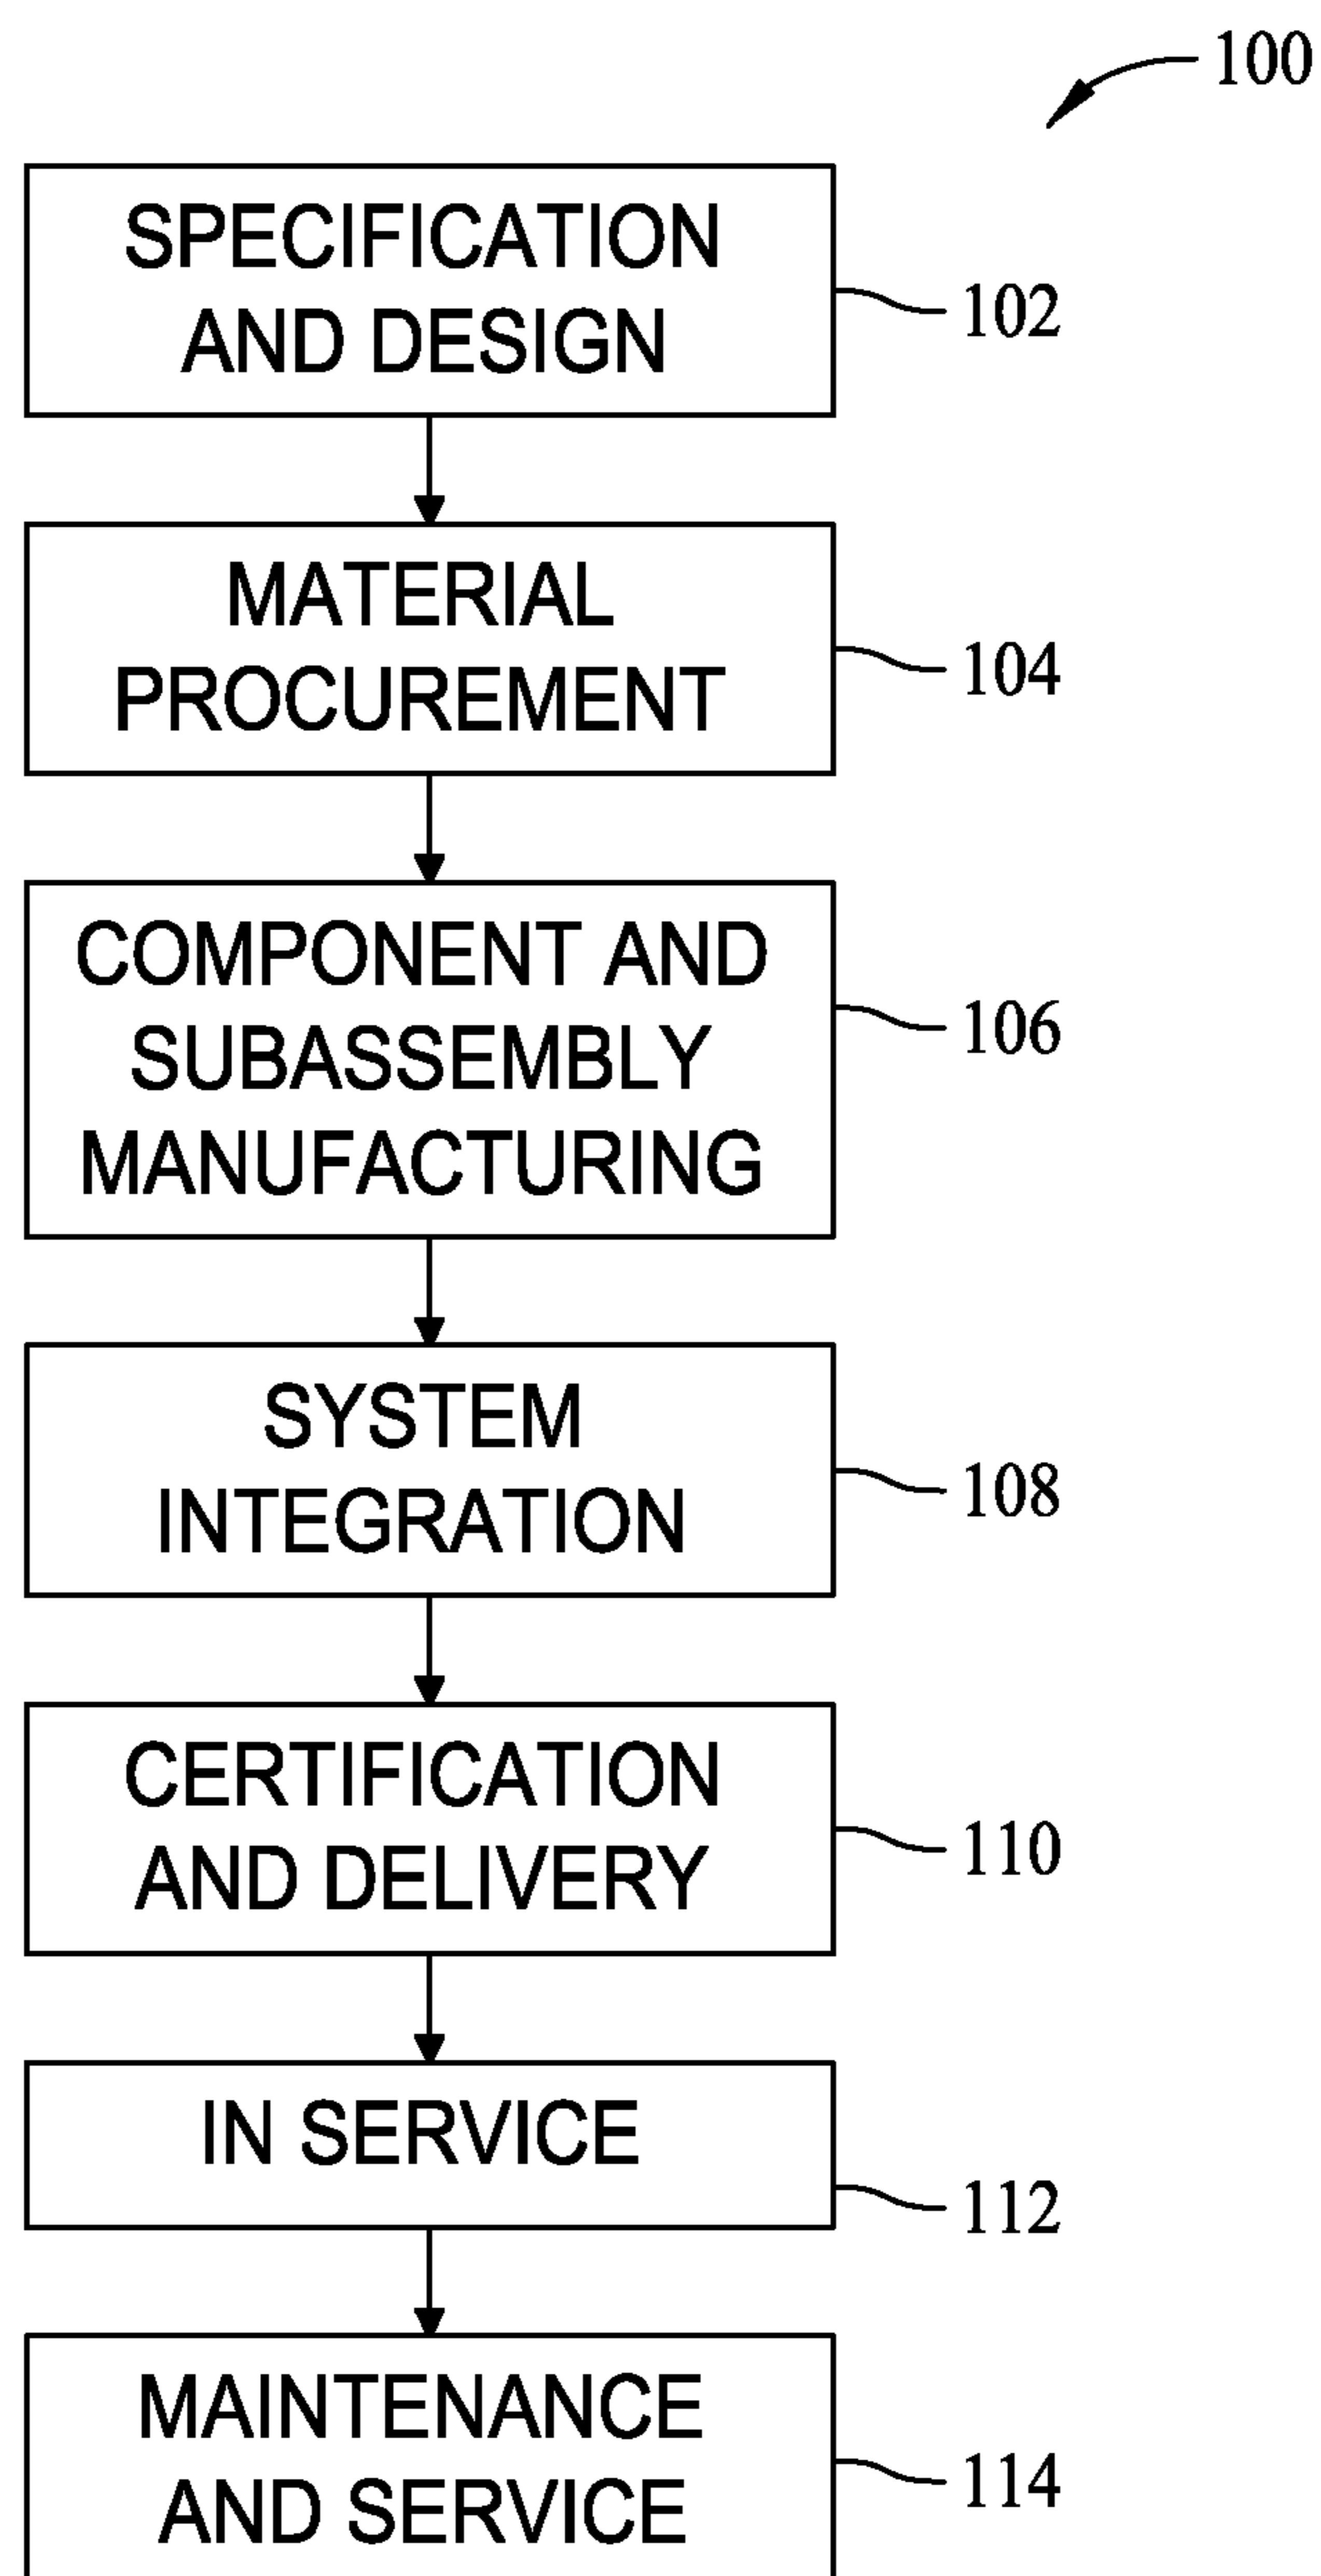 100
SPECIFICATION
AND DESIGN
102
MATERIAL
PROCUREMENT
104
COMPONENT AND
SUBASSEMBLY
MANUFACTURING
106
SYSTEM
INTEGRATION
108
CERTIFICATION
AND DELIVERY
110
IN SERVICE
112
MAINTENANCE
AND SERVICE
114